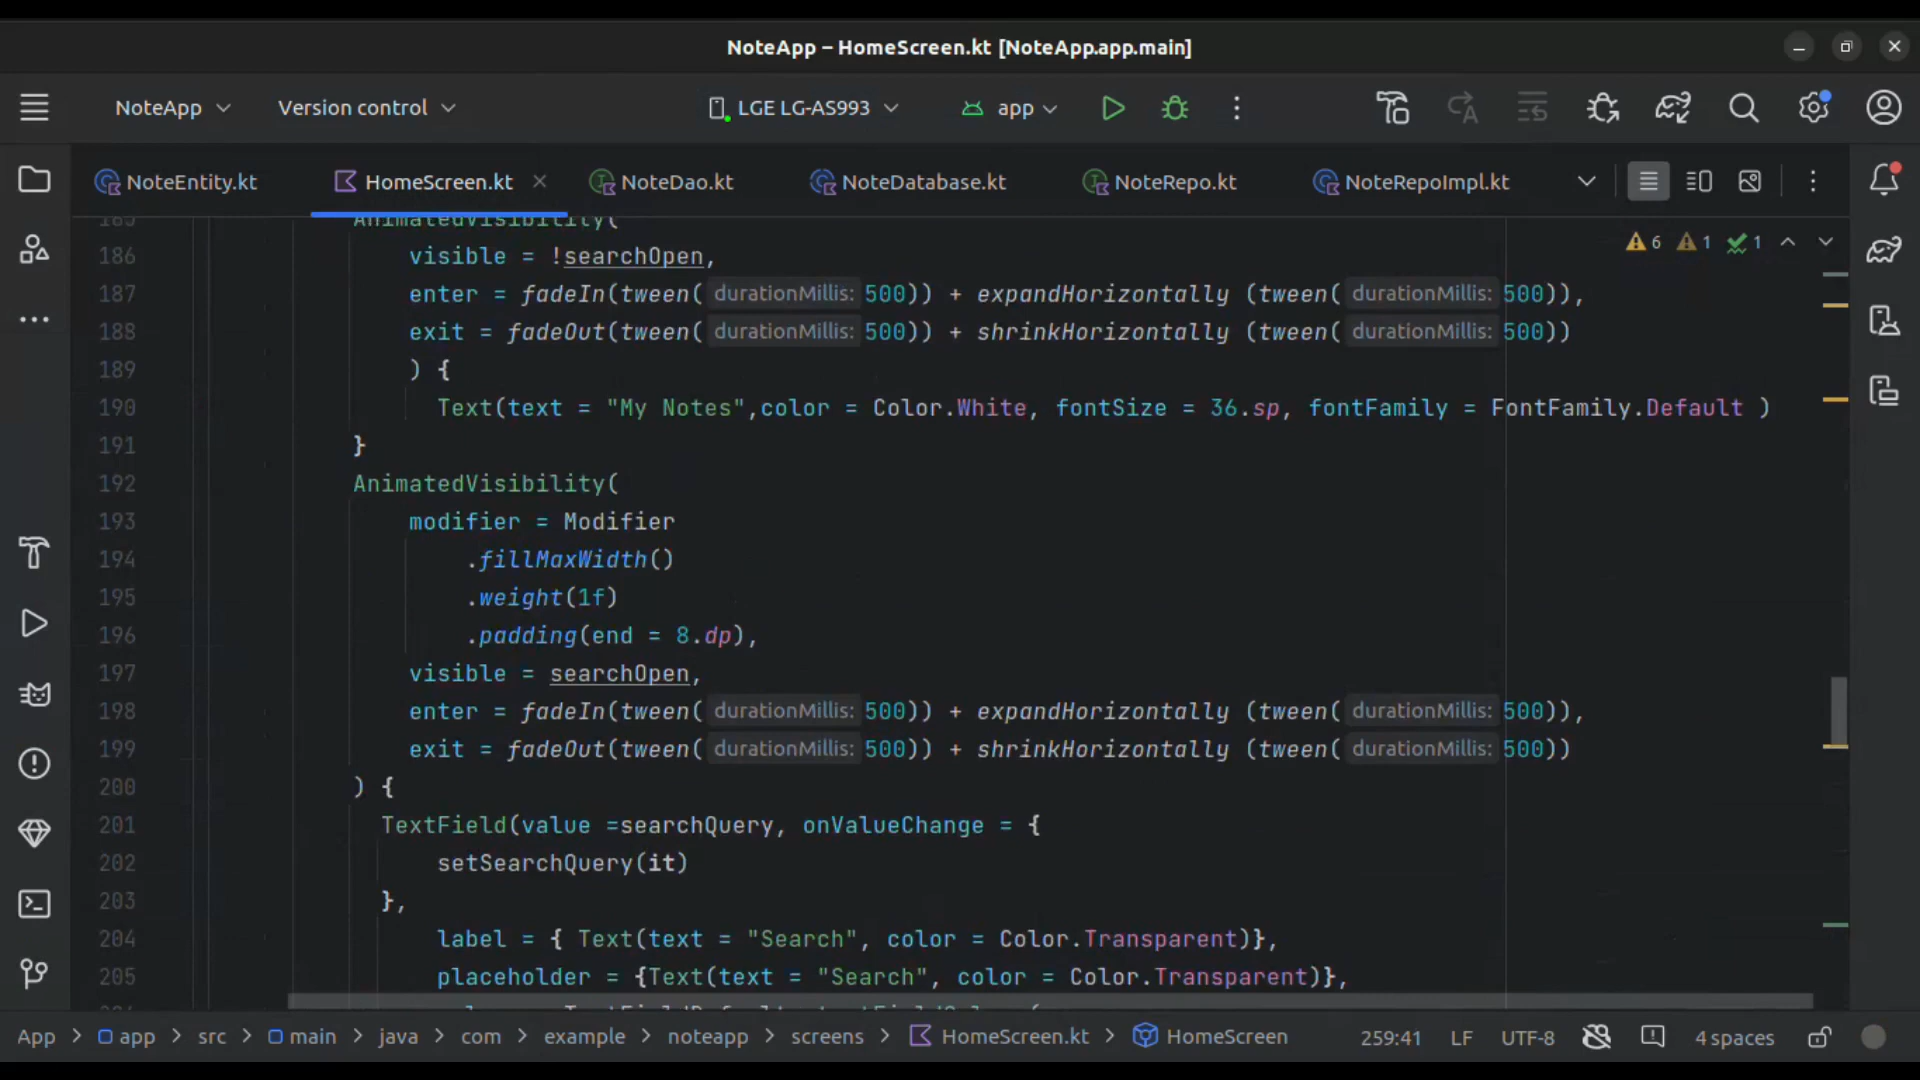 NoteApp – HomeScreen.kt [NoteApp.app.main]
NoteApp
Version control
LGE LG-AS993
app
NoteEntity.kt
HomeScreen.kt
NoteDao.kt
NoteDatabase.kt
NoteRepo.kt
NoteRepoImpl.kt
6
1
1
185 AnimatedVisibility(
186 visible = !searchOpen,
187 enter = fadeIn(tween( durationMillis: 500)) + expandHorizontally (tween( durationMillis: 500)),
188 exit = fadeOut(tween( durationMillis: 500)) + shrinkHorizontally (tween( durationMillis: 500))
189 ) {
190 Text(text = "My Notes",color = Color.White, fontSize = 36.sp, fontFamily = FontFamily.Default )
191 }
192 AnimatedVisibility(
193 modifier = Modifier
194 .fillMaxWidth()
195 .weight(1f)
196 .padding(end = 8.dp),
197 visible = searchOpen,
198 enter = fadeIn(tween( durationMillis: 500)) + expandHorizontally (tween( durationMillis: 500)),
199 exit = fadeOut(tween( durationMillis: 500)) + shrinkHorizontally (tween( durationMillis: 500))
200 ) {
201 TextField(value =searchQuery, onValueChange = {
202 setSearchQuery(it)
203 },
204 label = { Text(text = "Search", color = Color.Transparent)},
205 placeholder = {Text(text = "Search", color = Color.Transparent)},
App > app > src > main > java > com > example > noteapp > screens > HomeScreen.kt > HomeScreen
259:41
LF
UTF-8
4 spaces